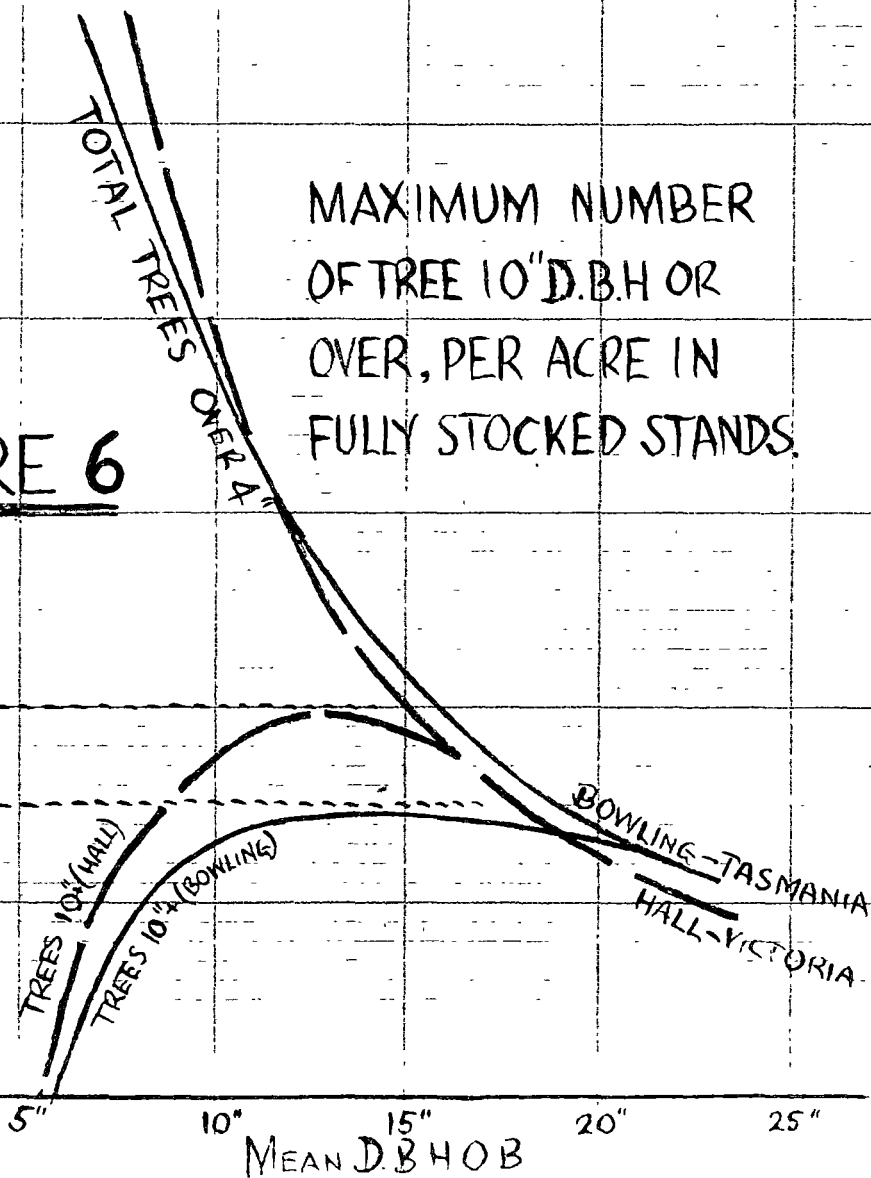 TOTAL TREES OVER 4"
MAXIMUM NUMBER
OF TREE 10" D.B.H OR
OVER, PER ACRE IN
FULLY STOCKED STANDS.
RE 6
TREES 10"+(HALL)
TREES 10"+(BOWLING)
BOWLING-TASMANIA
HALL-VICTORIA
5" 10" 15" 20" 25"
MEAN D.B H O B